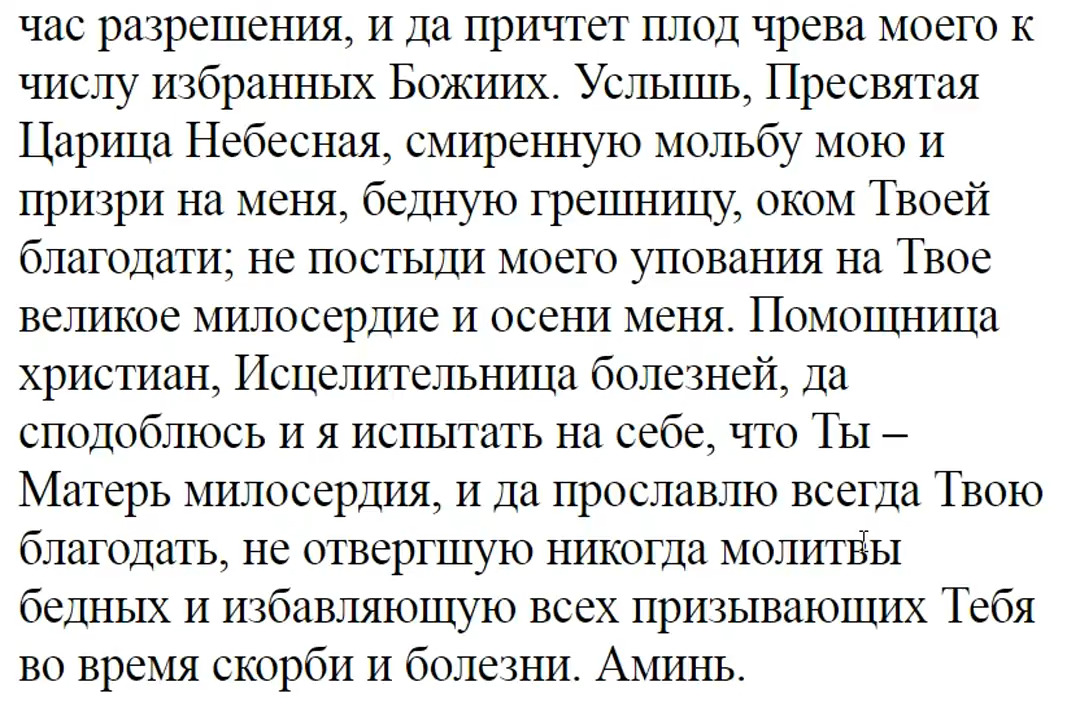 час разрешения, и да причтет плод чрева моего к
числу избранных Божиих. Услышь, Пресвятая
Царица Небесная, смиренную мольбу мою и
призри на меня, бедную грешницу, оком Твоей
благодати; не постыди моего упования на Твое
великое милосердие и осени меня. Помощница
христиан, Исцелительница болезней, да
сподоблюсь и я испытать на себе, что Ты –
Матерь милосердия, и да прославлю всегда Твою
благодать, не отвергшую никогда молитвы
бедных и избавляющую всех призывающих Тебя
во время скорби и болезни. Аминь.